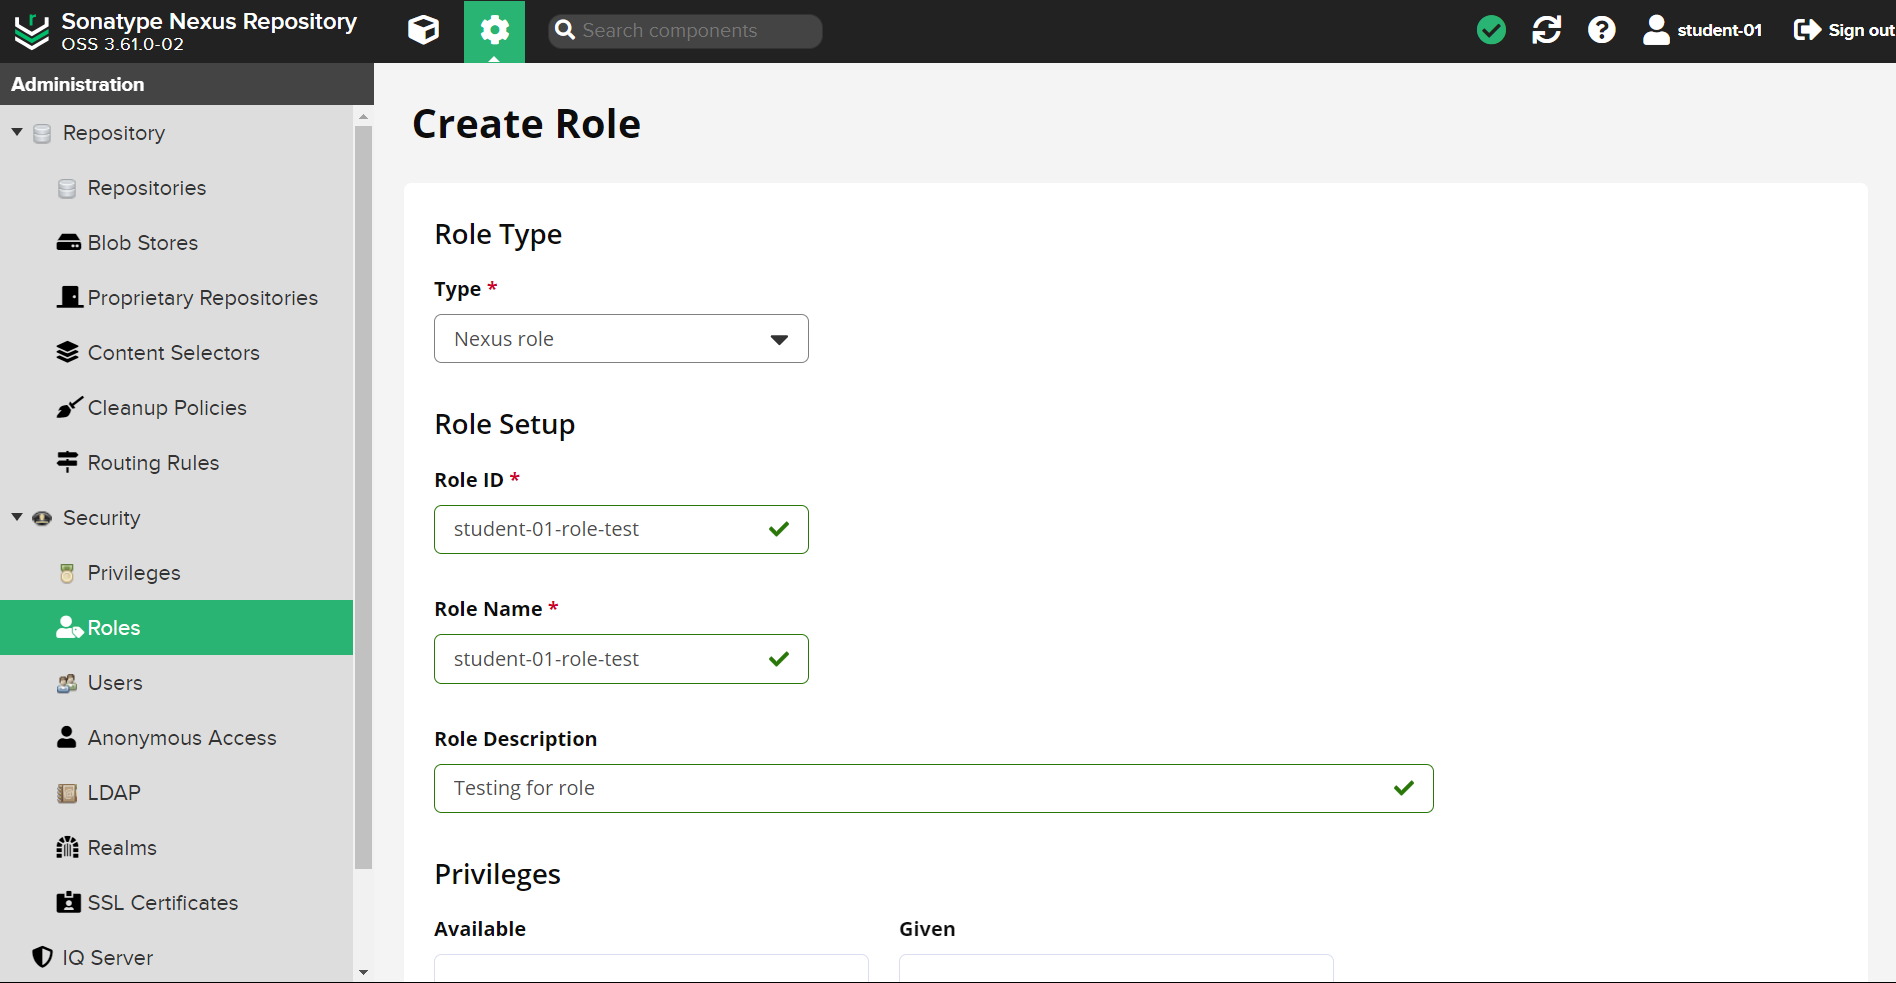 Sonatype Nexus Repository
OSS 3.61.0-02
Search components
student-01
Sign out
Administration
Repository
Repositories
Blob Stores
Proprietary Repositories
Content Selectors
Cleanup Policies
Routing Rules
Security
Privileges
Roles
Users
Anonymous Access
LDAP
Realms
SSL Certificates
IQ Server
Create Role
Role Type
Type *
Nexus role
Role Setup
Role ID *
student-01-role-test
Role Name *
student-01-role-test
Role Description
Testing for role
Privileges
Available
Given